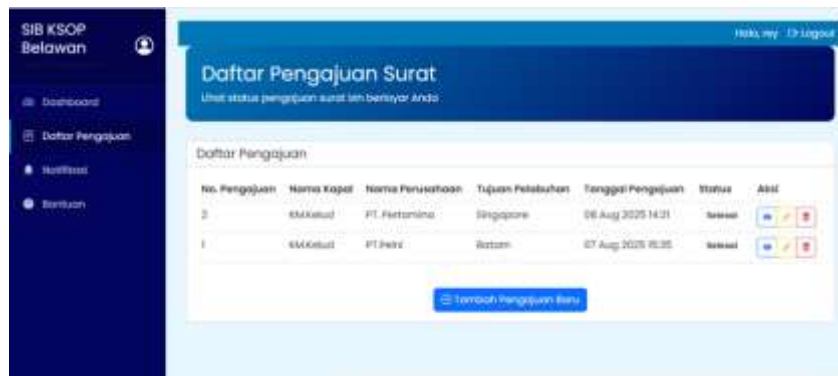 SIB KSOP
Belawan
Halo, my Logout
Daftar Pengajuan Surat
Lihat status pengajuan surat izin berlayar Anda
Dashboard
Daftar Pengajuan
Notifikasi
Bantuan
Daftar Pengajuan
No. Pengajuan Nama Kapal Nama Perusahaan Tujuan Pelabuhan Tanggal Pengajuan Status Aksi
2 KM.Kelud PT. Pertamina Singapore 08 Aug 2025 14:21 Selesai
1 KM.Kelud PT.Pelni Batam 07 Aug 2025 15:35 Selesai
Tambah Pengajuan Baru